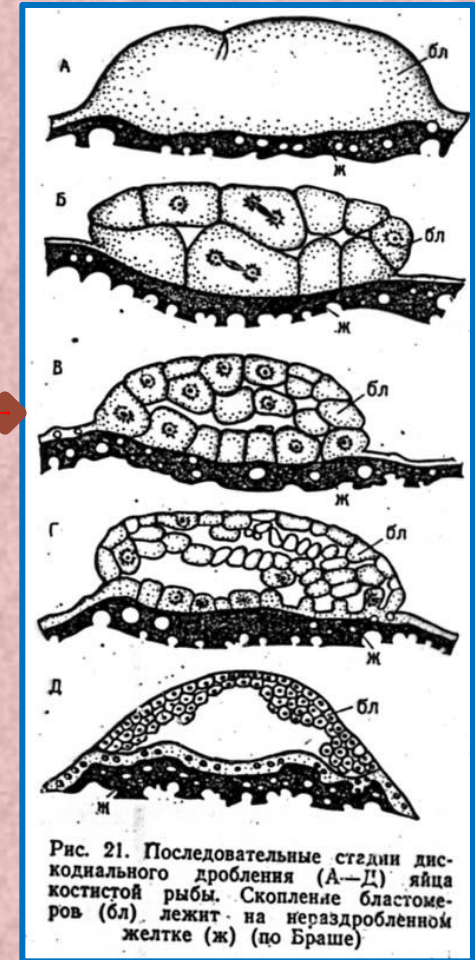 А
бл
ж
Б
бл
ж
В
бл
ж
Г
бл
ж
Д
бл
ж
Рис. 21. Последовательные стадии дис-
кодиального дробления (А—Д) яйца
костистой рыбы. Скопление бластоме-
ров (бл) лежит на нераздробленном
желтке (ж) (по Браше)